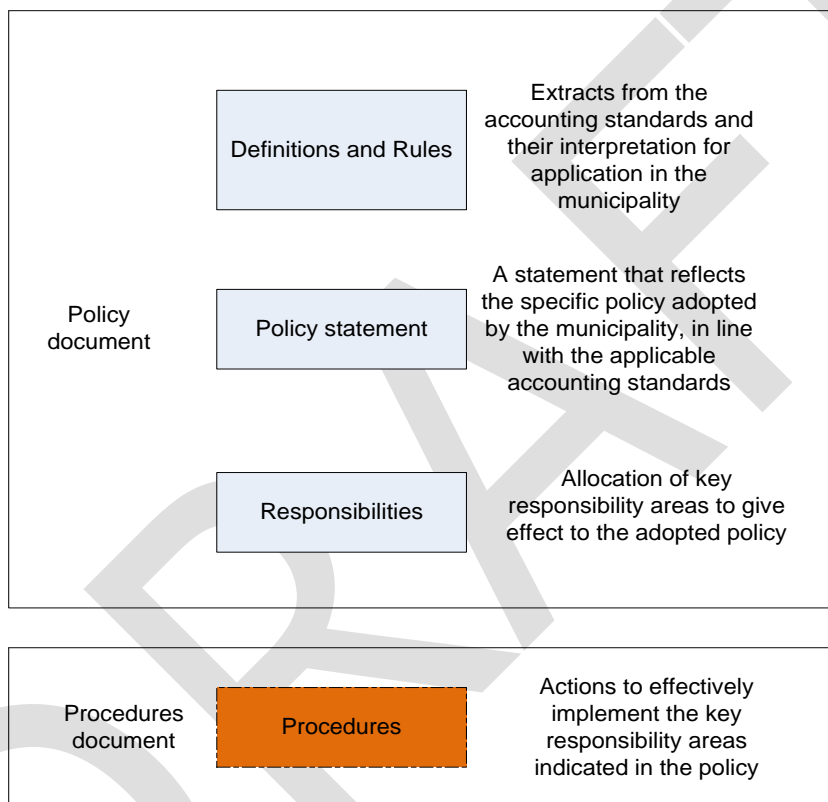 Extracts from the
accounting standards and
their interpretation for
application in the
municipality
Definitions and Rules
A statement that reflects
the specific policy adopted
by the municipality, in line
with the applicable
accounting standards
Policy
document
Policy statement
Allocation of key
responsibility areas to give
effect to the adopted policy
Responsibilities
Procedures
document
Procedures
Actions to effectively
implement the key
responsibility areas
indicated in the policy
DRAFT